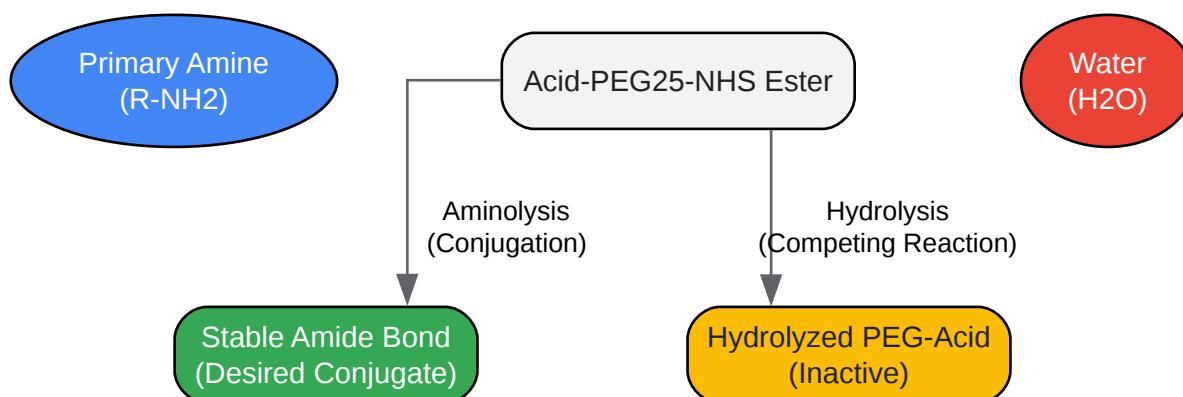 Primary Amine
(R-NH2)
Acid-PEG25-NHS Ester
Water
(H2O)
Aminolysis
(Conjugation)
Hydrolysis
(Competing Reaction)
Stable Amide Bond
(Desired Conjugate)
Hydrolyzed PEG-Acid
(Inactive)